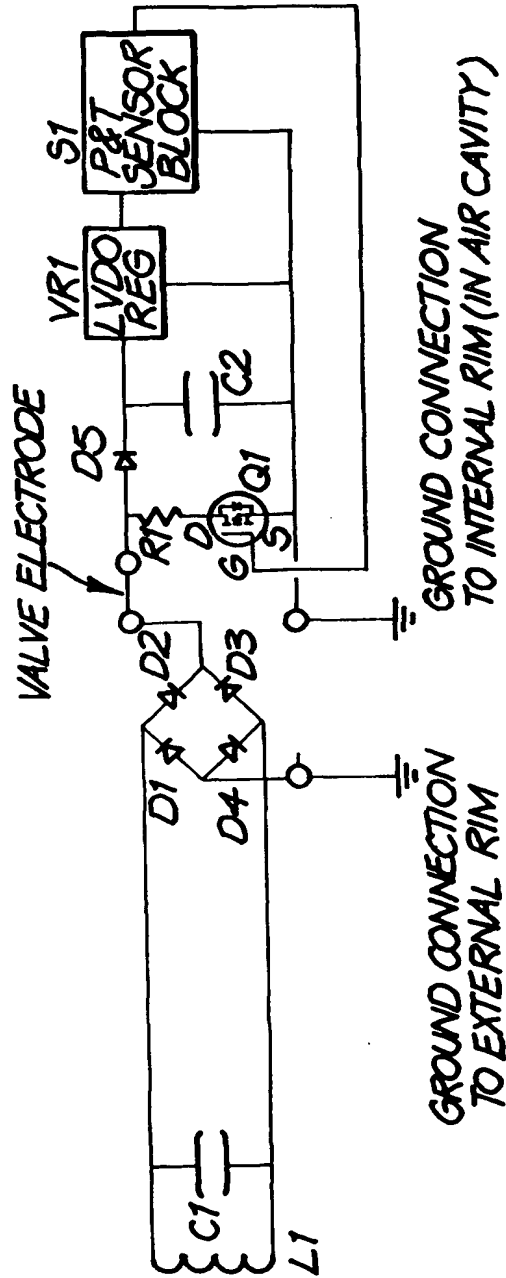 L1
C1
D1
D2
D3
D4
GROUND CONNECTION
TO EXTERNAL RIM
VALVE ELECTRODE
R1
D
G
S
Q1
D5
C2
VR1
LVDO
REG
S1
P&T
SENSOR
BLOCK
GROUND CONNECTION
TO INTERNAL RIM (IN AIR CAVITY)